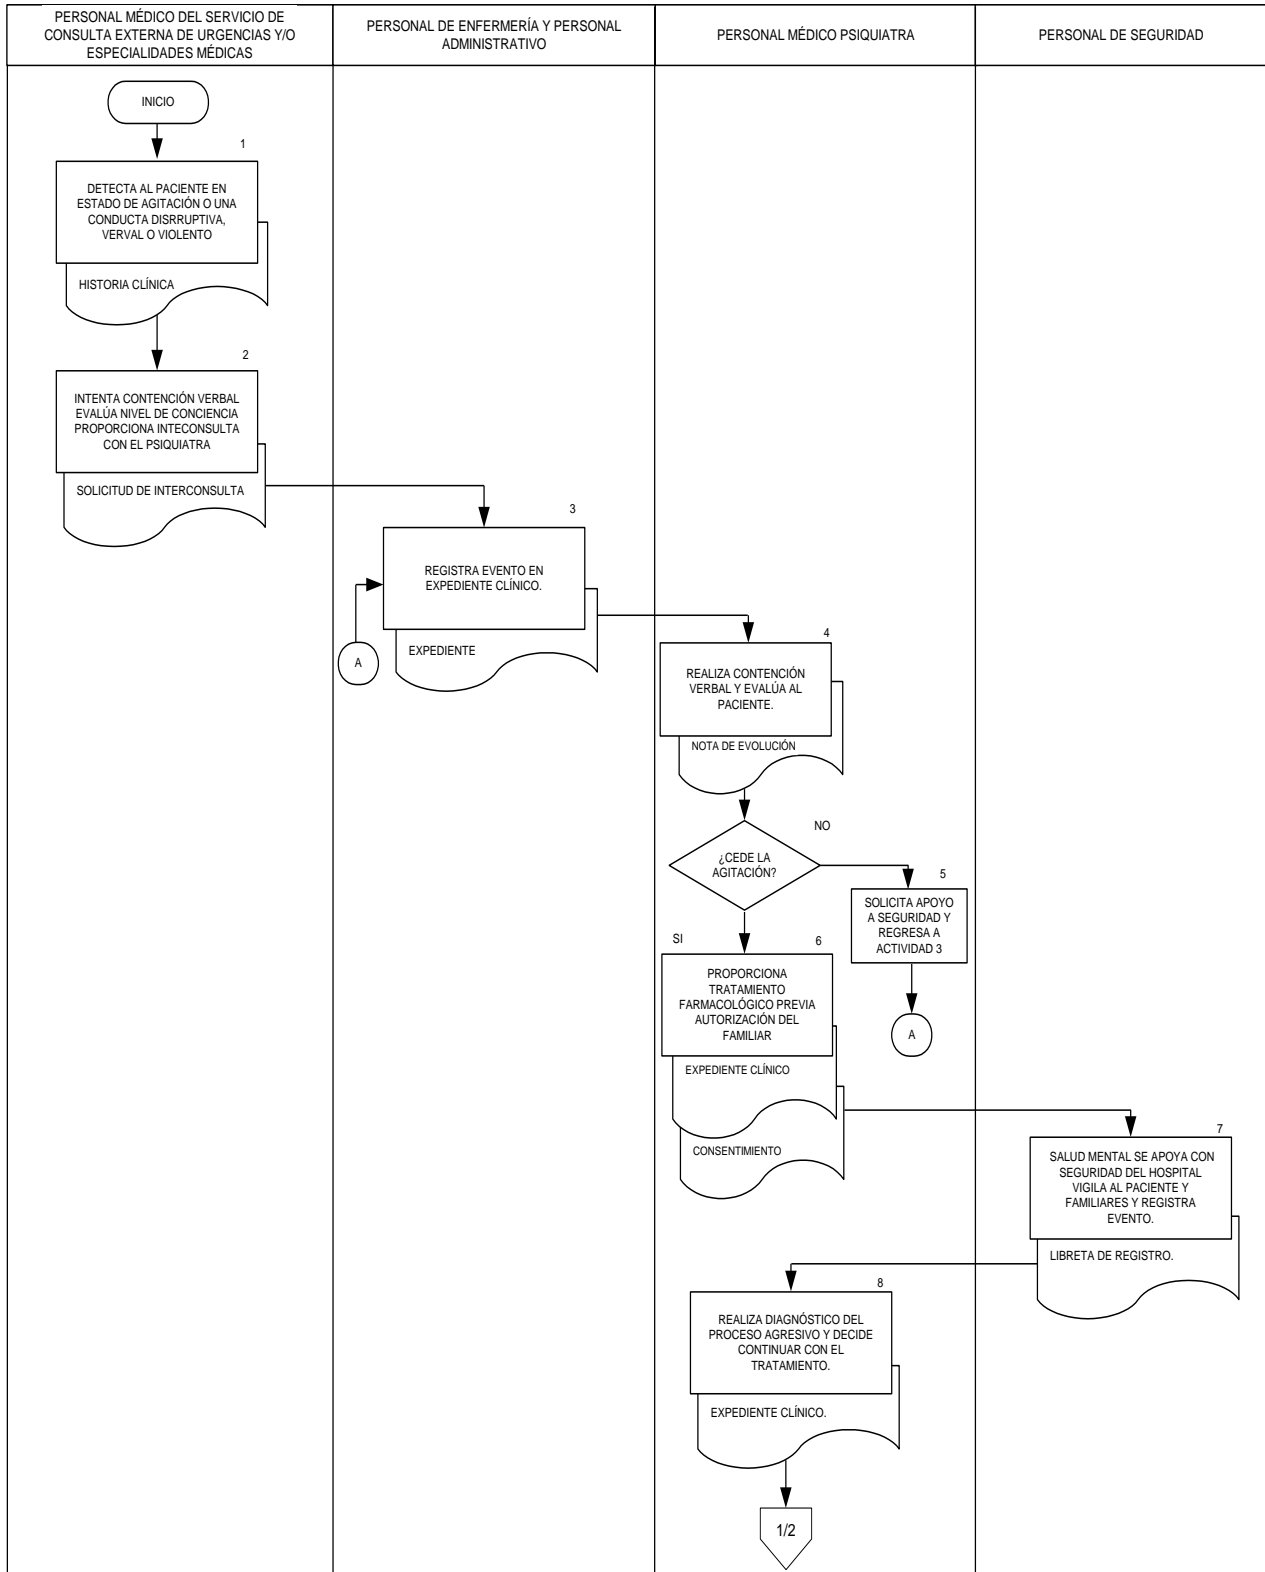 PERSONAL MÉDICO DEL SERVICIO DE
CONSULTA EXTERNA DE URGENCIAS Y/O
ESPECIALIDADES MÉDICAS
PERSONAL DE ENFERMERÍA Y PERSONAL
ADMINISTRATIVO
PERSONAL MÉDICO PSIQUIATRA
PERSONAL DE SEGURIDAD
INICIO
1
DETECTA AL PACIENTE EN
ESTADO DE AGITACIÓN O UNA
CONDUCTA DISRRUPTIVA,
VERVAL O VIOLENTO
HISTORIA CLÍNICA
2
INTENTA CONTENCIÓN VERBAL
EVALÚA NIVEL DE CONCIENCIA
PROPORCIONA INTECONSULTA
CON EL PSIQUIATRA
SOLICITUD DE INTERCONSULTA
3
REGISTRA EVENTO EN
EXPEDIENTE CLÍNICO.
EXPEDIENTE
A
4
REALIZA CONTENCIÓN
VERBAL Y EVALÚA AL
PACIENTE.
NOTA DE EVOLUCIÓN
¿CEDE LA
AGITACIÓN?
NO
5
SOLICITA APOYO
A SEGURIDAD Y
REGRESA A
ACTIVIDAD 3
A
SI
6
PROPORCIONA
TRATAMIENTO
FARMACOLÓGICO PREVIA
AUTORIZACIÓN DEL
FAMILIAR
EXPEDIENTE CLÍNICO
CONSENTIMIENTO
7
SALUD MENTAL SE APOYA CON
SEGURIDAD DEL HOSPITAL
VIGILA AL PACIENTE Y
FAMILIARES Y REGISTRA
EVENTO.
LIBRETA DE REGISTRO.
8
REALIZA DIAGNÓSTICO DEL
PROCESO AGRESIVO Y DECIDE
CONTINUAR CON EL
TRATAMIENTO.
EXPEDIENTE CLÍNICO.
1/2